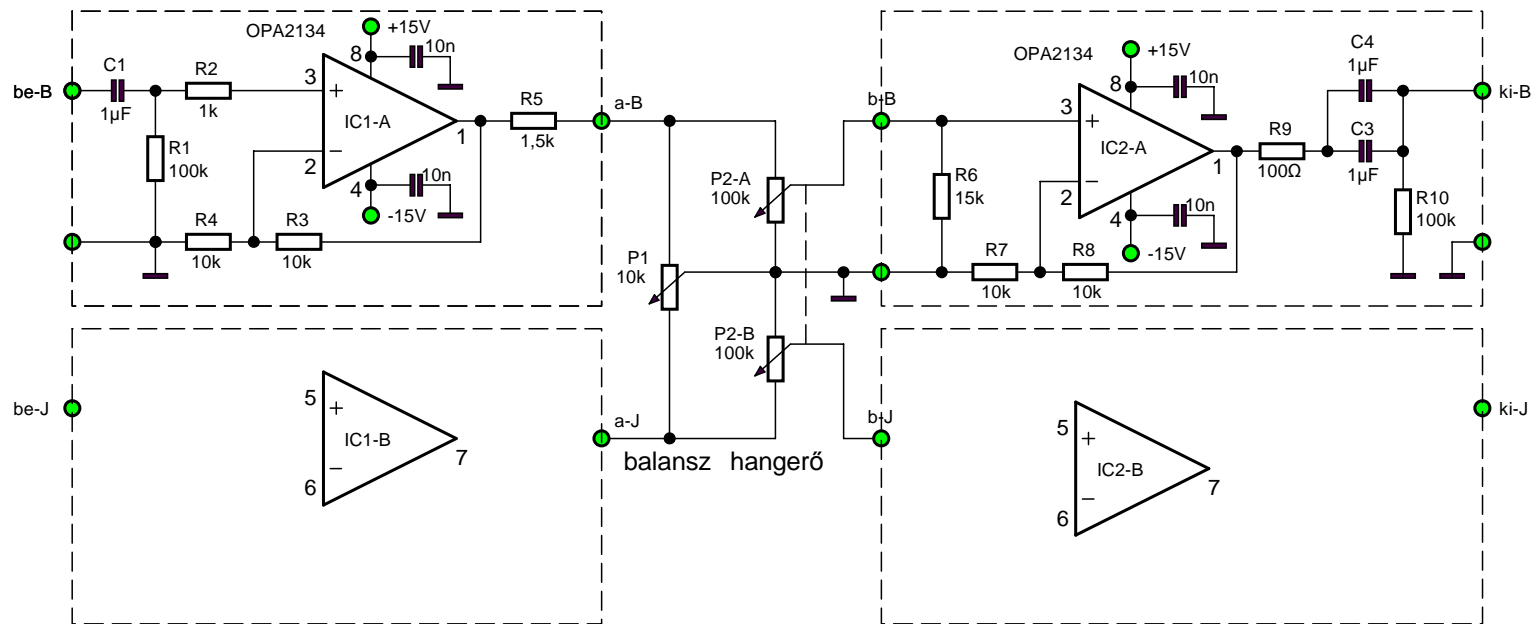 OPA2134
+15V
10n
8
C1
1µF
R2
1k
be-B
3
+
IC1-A
1
−
2
R1
100k
R5
1,5k
a-B
10n
4
-15V
R4
10k
R3
10k
P2-A
100k
P1
10k
P2-B
100k
b-B
OPA2134
+15V
10n
8
C4
1µF
ki-B
3
+
IC2-A
1
−
2
R9
100Ω
C3
1µF
R6
15k
R10
100k
10n
4
-15V
R7
10k
R8
10k
be-J
5
+
IC1-B
7
−
6
a-J
b-J
balansz
hangerő
5
+
IC2-B
7
−
6
ki-J